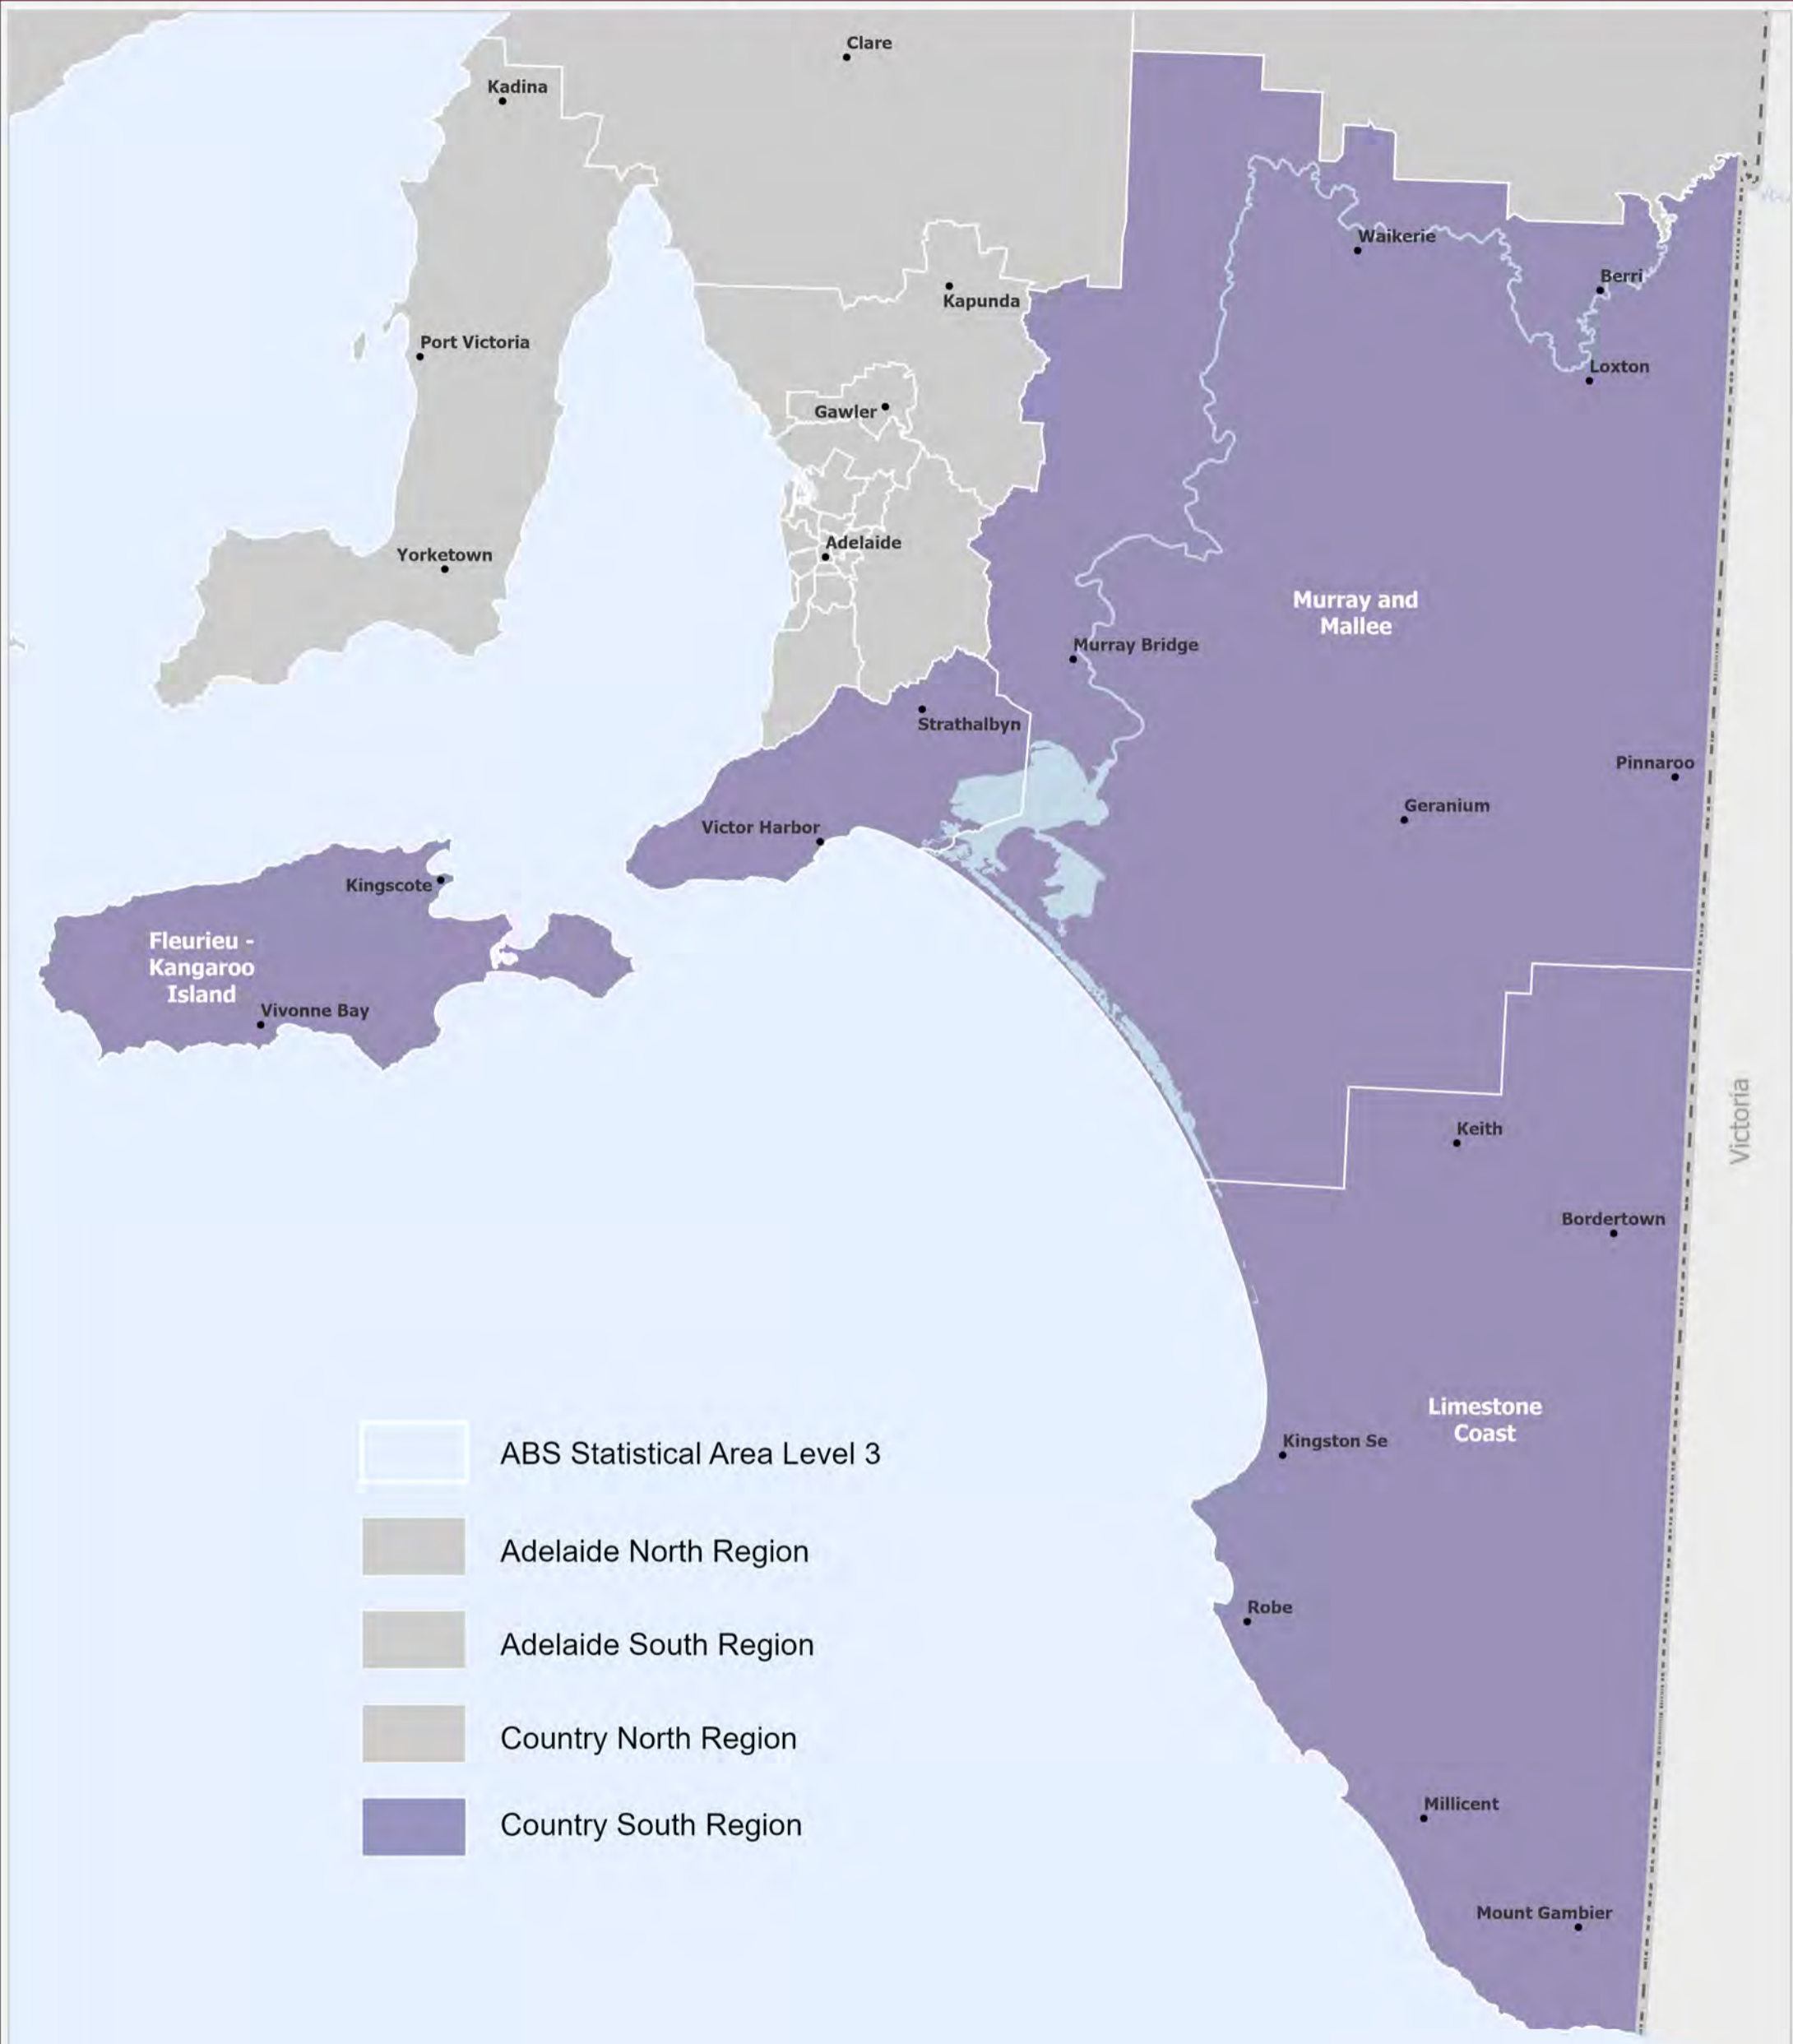 Clare
Kadina
Waikerie
Berri
Kapunda
Port Victoria
Loxton
Gawler
Adelaide
Yorketown
Murray and
Mallee
Murray Bridge
Strathalbyn
Pinnaroo
Geranium
Victor Harbor
Kingscote
Fleurieu -
Kangaroo
Island
Vivonne Bay
Victoria
Keith
Bordertown
Limestone
Coast
Kingston Se
ABS Statistical Area Level 3
Adelaide North Region
Robe
Adelaide South Region
Country North Region
Millicent
Country South Region
Mount Gambier